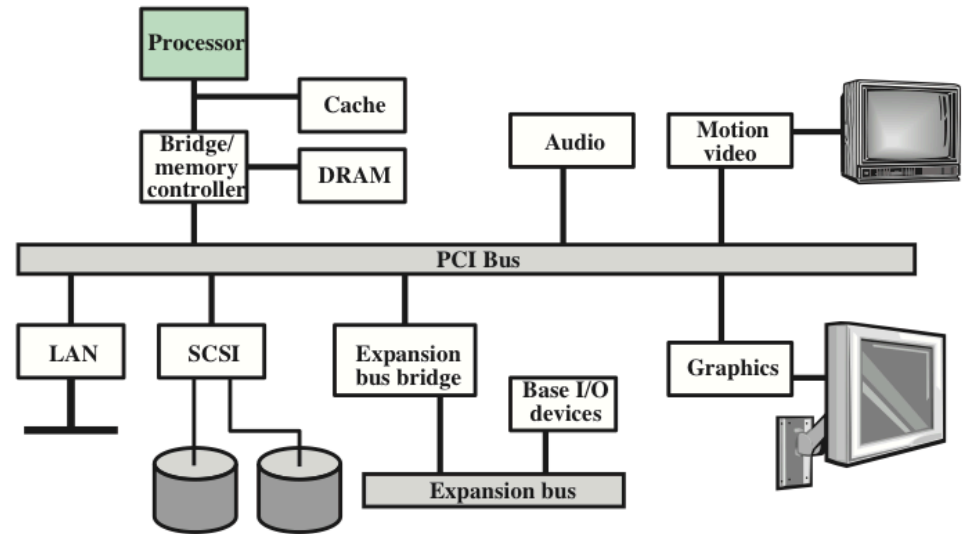 Processor
Cache
Bridge/
memory
controller
DRAM
Audio
Motion
video
PCI Bus
LAN
SCSI
Expansion
bus bridge
Base I/O
devices
Graphics
Expansion bus